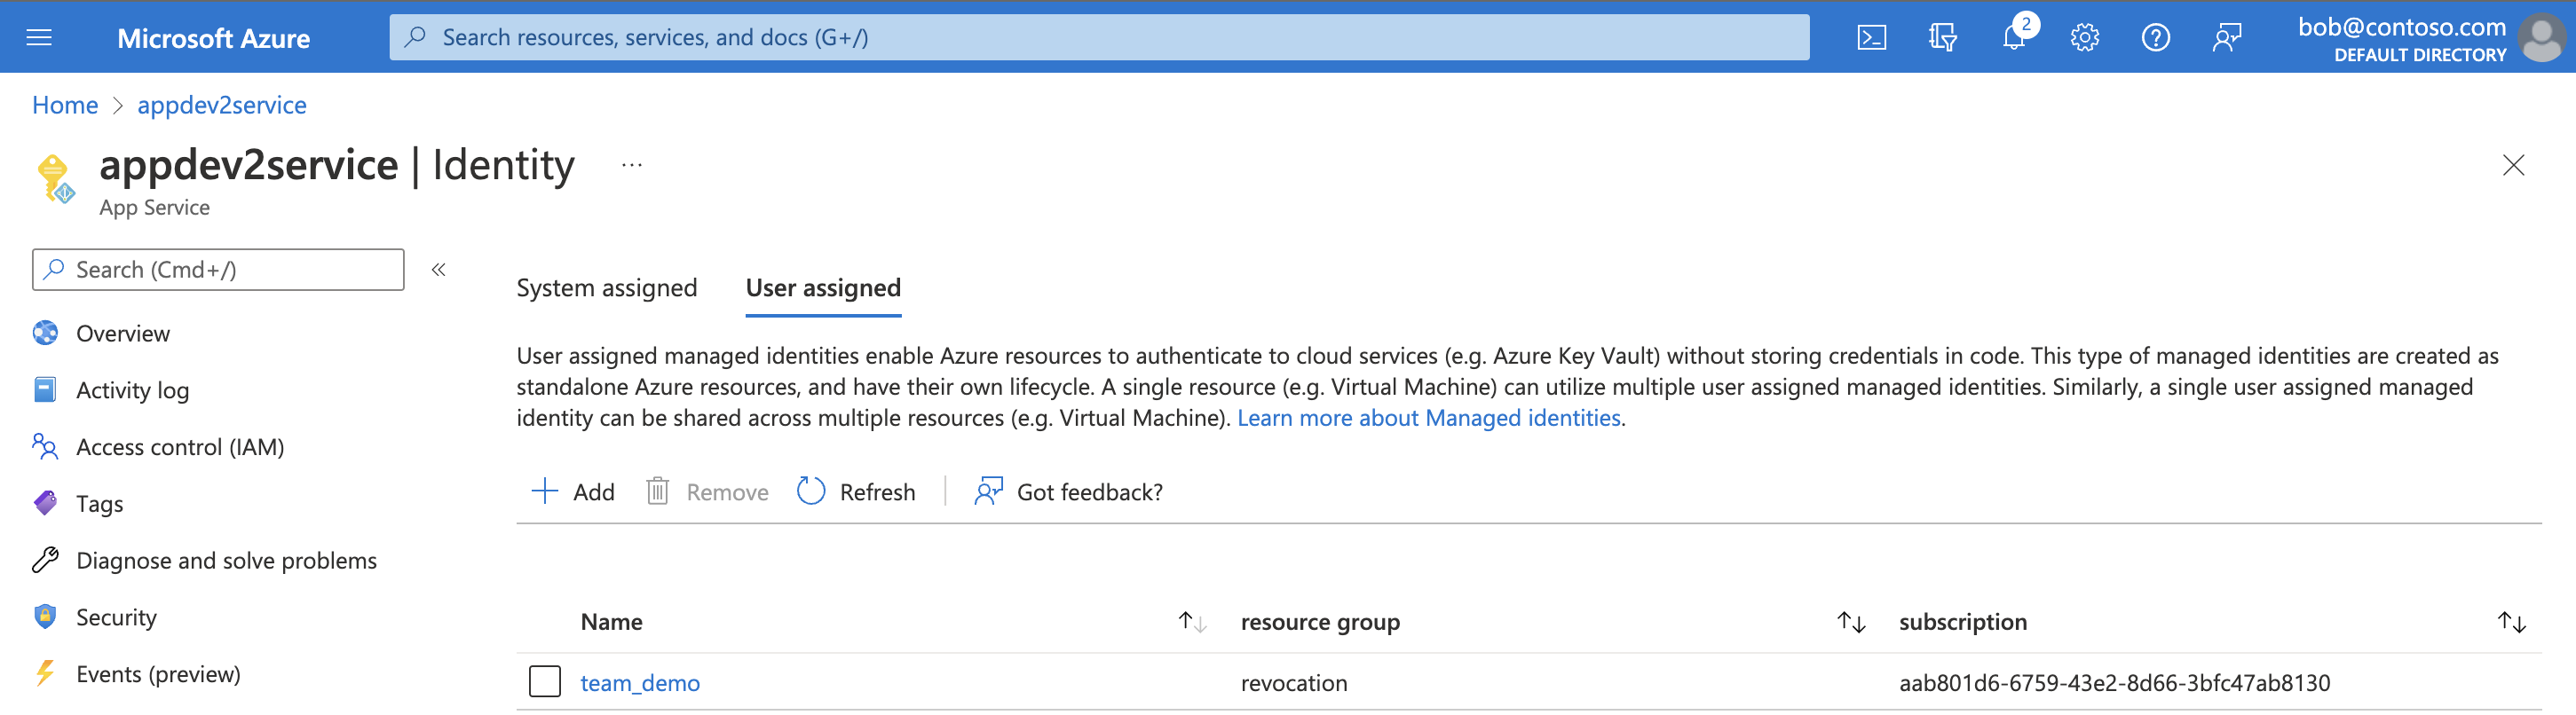 Microsoft Azure
Search resources, services, and docs (G+/)
2
bob@contoso.com
DEFAULT DIRECTORY
Home > appdev2service
appdev2service | Identity ...
App Service
Search (Cmd+/)
«
Overview
Activity log
Access control (IAM)
Tags
Diagnose and solve problems
Security
Events (preview)
System assigned User assigned
User assigned managed identities enable Azure resources to authenticate to cloud services (e.g. Azure Key Vault) without storing credentials in code. This type of managed identities are created as
standalone Azure resources, and have their own lifecycle. A single resource (e.g. Virtual Machine) can utilize multiple user assigned managed identities. Similarly, a single user assigned managed
identity can be shared across multiple resources (e.g. Virtual Machine). Learn more about Managed identities.
Add Remove Refresh Got feedback?
Name ↑↓ resource group ↑↓ subscription ↑↓
team_demo revocation aab801d6-6759-43e2-8d66-3bfc47ab8130